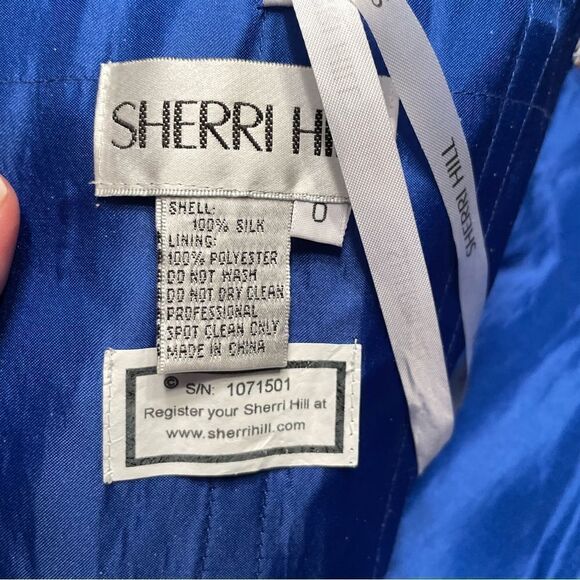 SHERRI HI
0
SHELL:
100% SILK
LINING:
100% POLYESTER
DO NOT WASH
DO NOT DRY CLEAN
PROFESSIONAL
SPOT CLEAN ONLY
MADE IN CHINA
© S/N: 1071501
Register your Sherri Hill at
www.sherrihill.com
SHERRI HILL